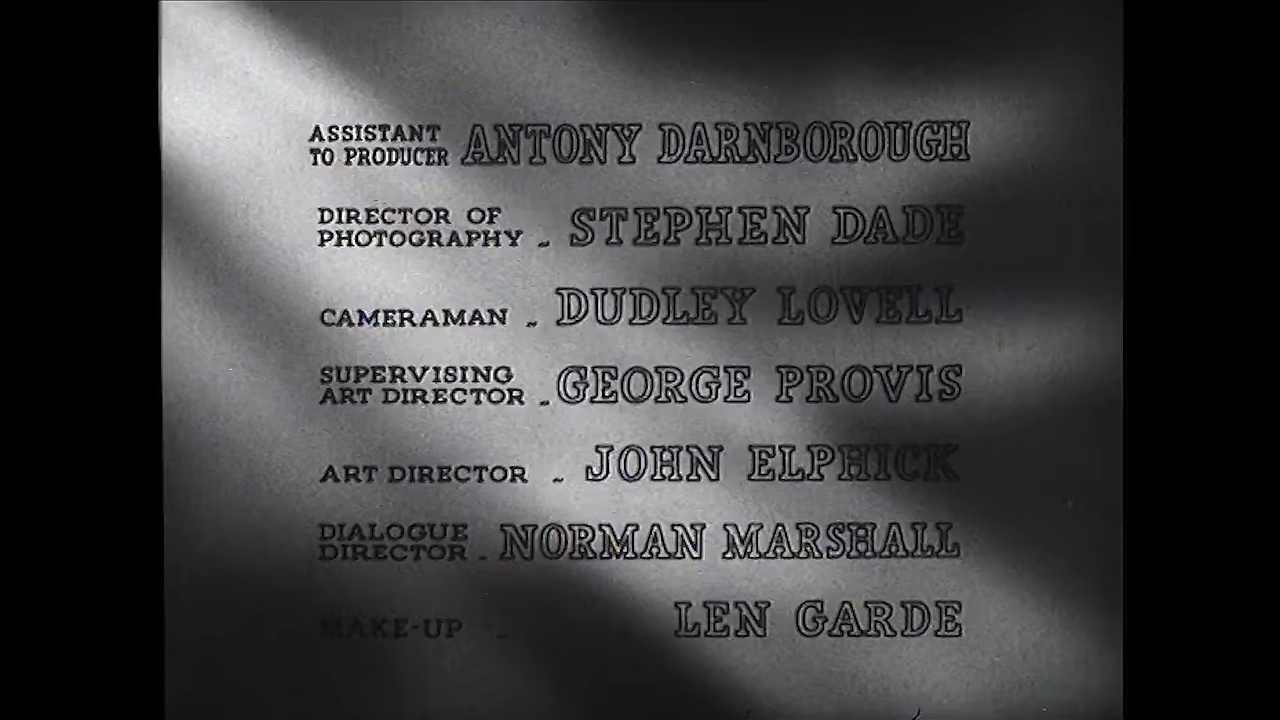 ASSISTANT
TO PRODUCER ANTONY DARNBOROUGH
DIRECTOR OF
PHOTOGRAPHY .. STEPHEN DADE
CAMERAMAN .. DUDLEY LOVELL
SUPERVISING
ART DIRECTOR .. GEORGE PROVIS
ART DIRECTOR .. JOHN ELPHICK
DIALOGUE
DIRECTOR .. NORMAN MARSHALL
MAKE-UP .. LEN GARDE